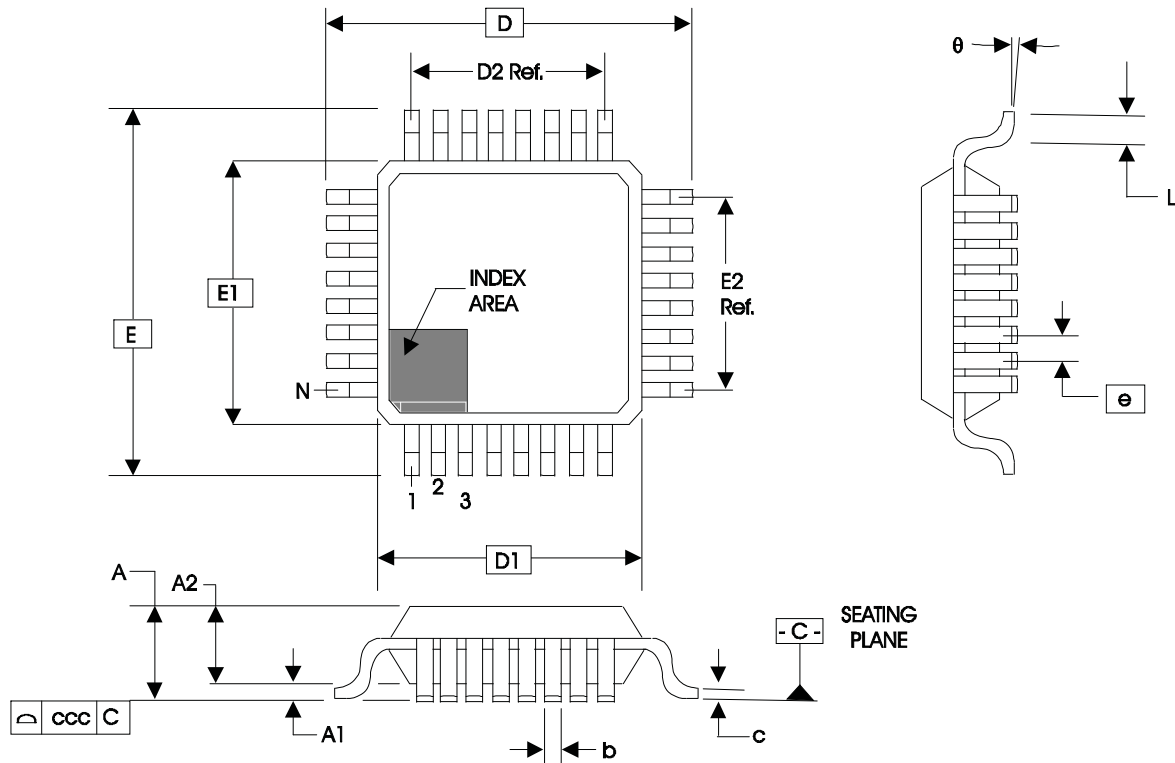 D
D2 Ref.
θ
L
E1
E
INDEX
AREA
E2
Ref.
N
e
1
2
3
D1
A
A2
- C -
SEATING
PLANE
ccc C
A1
b
c